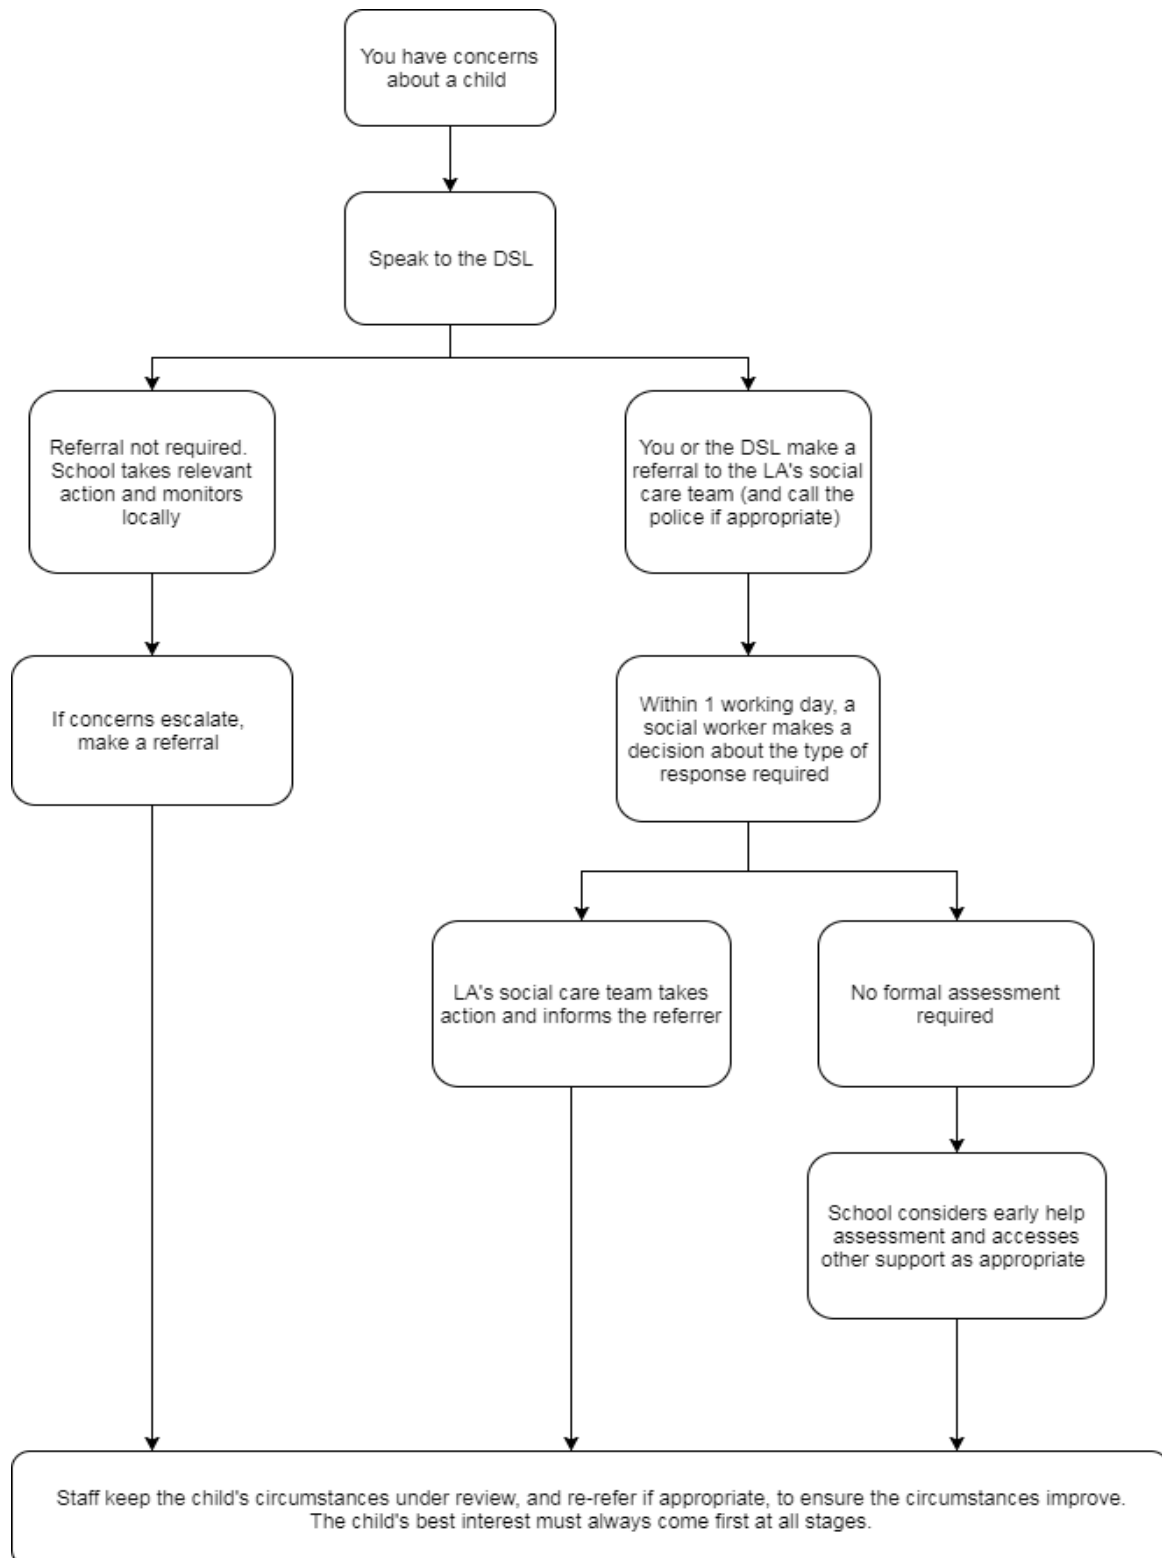 You have concerns
about a child
Speak to the DSL
Referral not required.
School takes relevant
action and monitors
locally
You or the DSL make a
referral to the LA's social
care team (and call the
police if appropriate)
If concerns escalate,
make a referral
Within 1 working day, a
social worker makes a
decision about the type of
response required
LA's social care team takes
action and informs the referrer
No formal assessment
required
School considers early help
assessment and accesses
other support as appropriate
Staff keep the child's circumstances under review, and re-refer if appropriate, to ensure the circumstances improve.
The child's best interest must always come first at all stages.